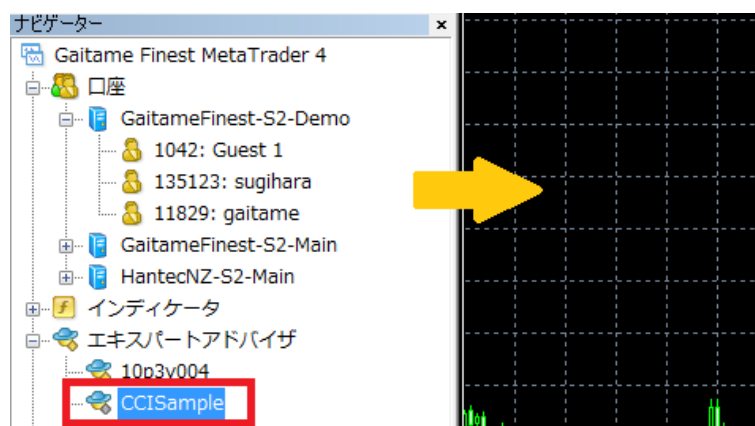 ナビゲーター
Gaitame Finest MetaTrader 4
口座
GaitameFinest-S2-Demo
1042: Guest 1
135123: sugihara
11829: gaitame
GaitameFinest-S2-Main
HantecNZ-S2-Main
インディケータ
エキスパートアドバイザ
10p3v004
CCISample